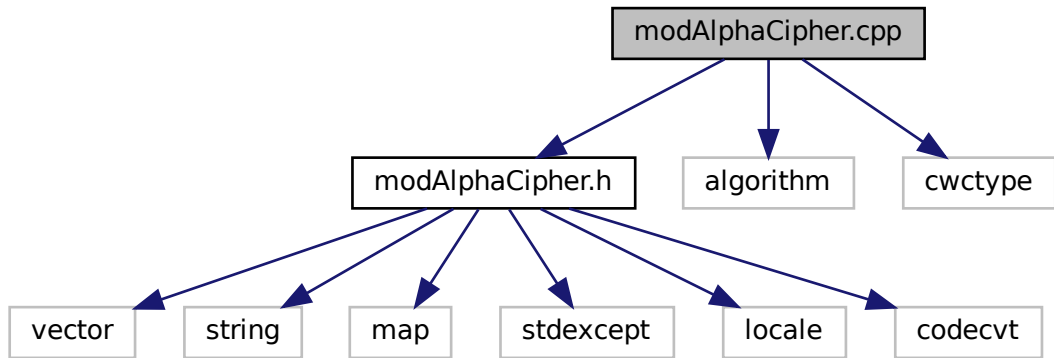 modAlphaCipher.cpp
modAlphaCipher.h
algorithm
cwctype
vector
string
map
stdexcept
locale
codecvt